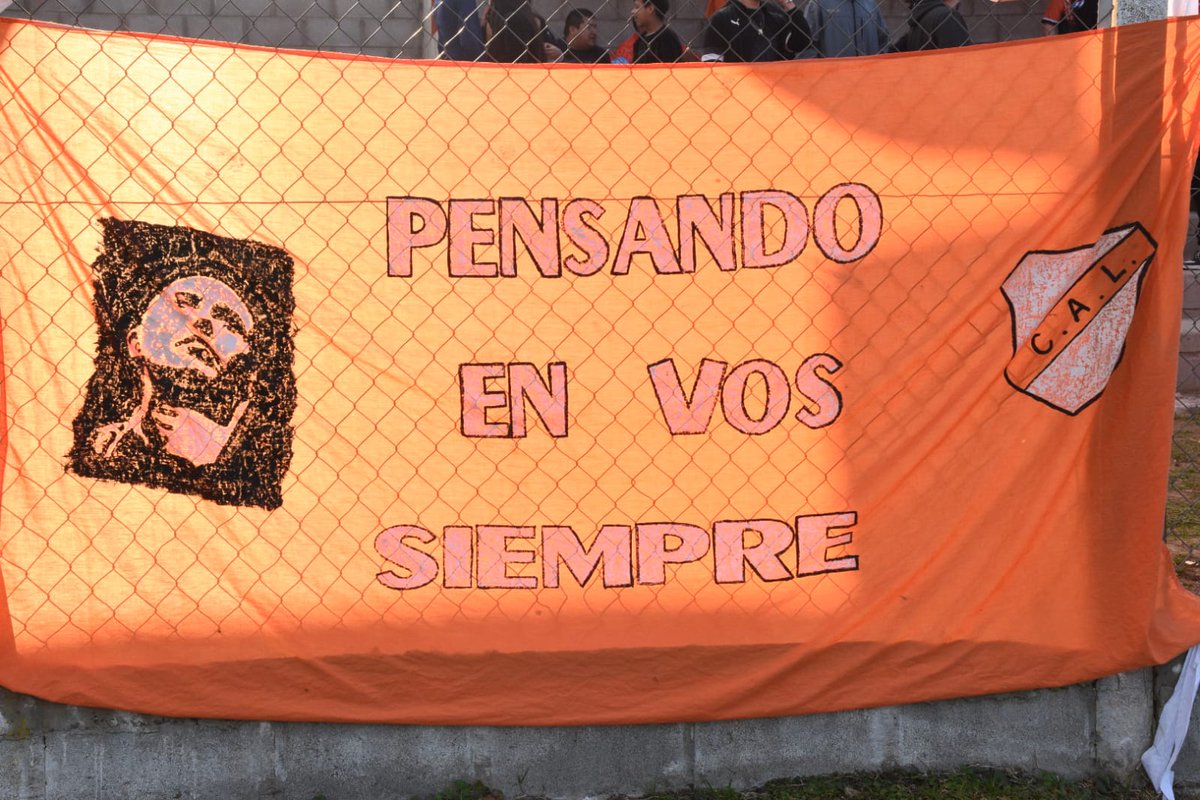 PENSANDO
EN VOS
SIEMPRE
C.A.L.